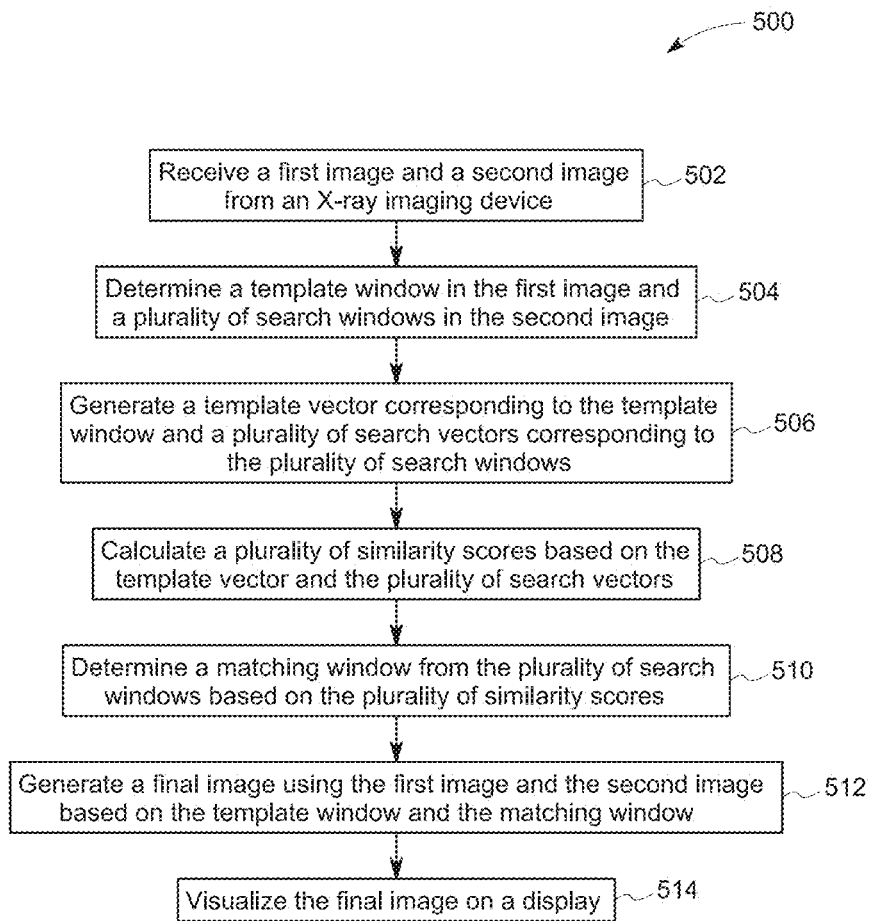 500
Receive a first image and a second image
from an X-ray imaging device
502
Determine a template window in the first image and
a plurality of search windows in the second image
504
Generate a template vector corresponding to the template
window and a plurality of search vectors corresponding to
the plurality of search windows
506
Calculate a plurality of similarity scores based on the
template vector and the plurality of search vectors
508
Determine a matching window from the plurality of search
windows based on the plurality of similarity scores
510
Generate a final image using the first image and the second image
based on the template window and the matching window
512
Visualize the final image on a display
514